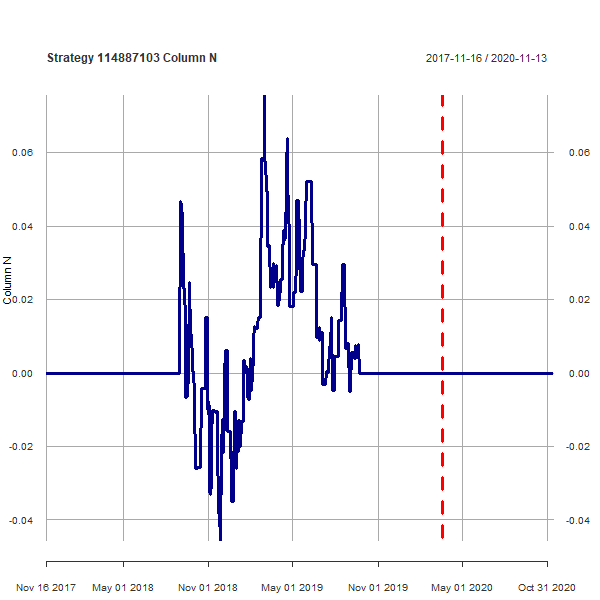 Strategy 114887103 Column N
2017-11-16 / 2020-11-13
0.06 0.06
0.04 0.04
0.02 0.02
Column N
0.00 0.00
-0.02 -0.02
-0.04 -0.04
Nov 16 2017 May 01 2018 Nov 01 2018 May 01 2019 Nov 01 2019 May 01 2020 Oct 31 2020